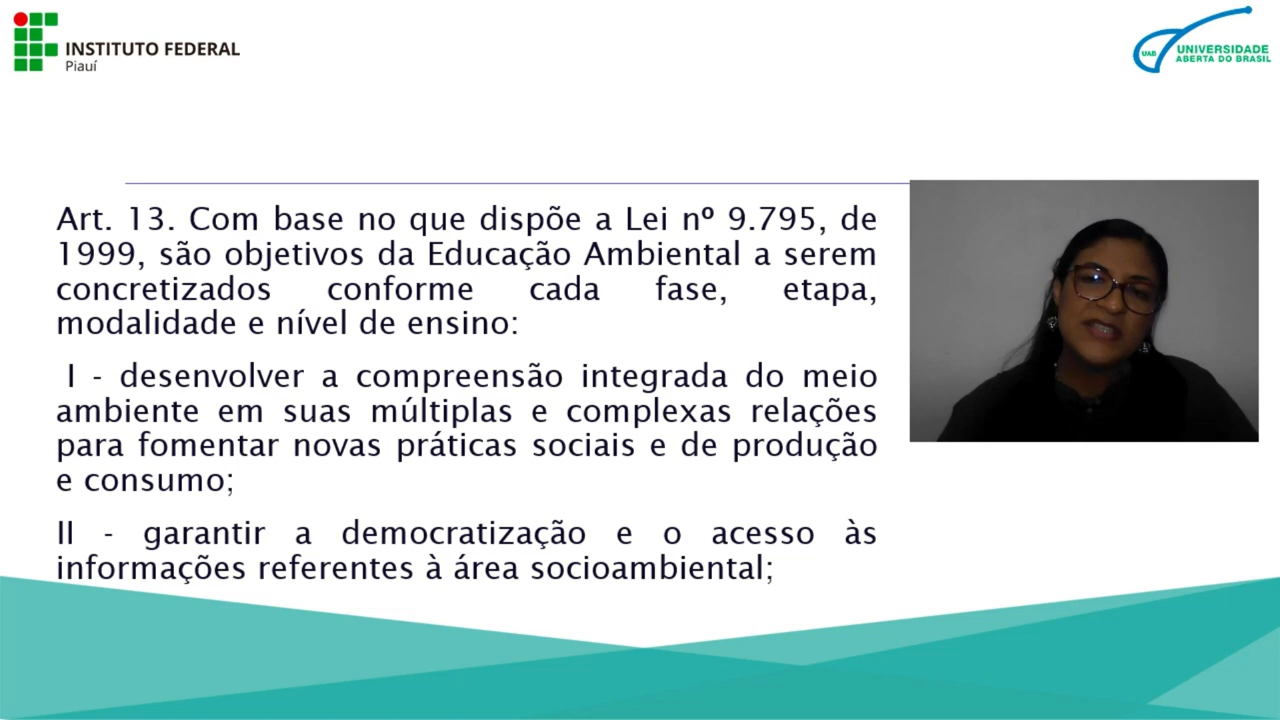 INSTITUTO FEDERAL
Piauí
UAB
UNIVERSIDADE
ABERTA DO BRASIL
Art. 13. Com base no que dispõe a Lei nº 9.795, de
1999, são objetivos da Educação Ambiental a serem
concretizados conforme cada fase, etapa,
modalidade e nível de ensino:
I - desenvolver a compreensão integrada do meio
ambiente em suas múltiplas e complexas relações
para fomentar novas práticas sociais e de produção
e consumo;
II - garantir a democratização e o acesso às
informações referentes à área socioambiental;